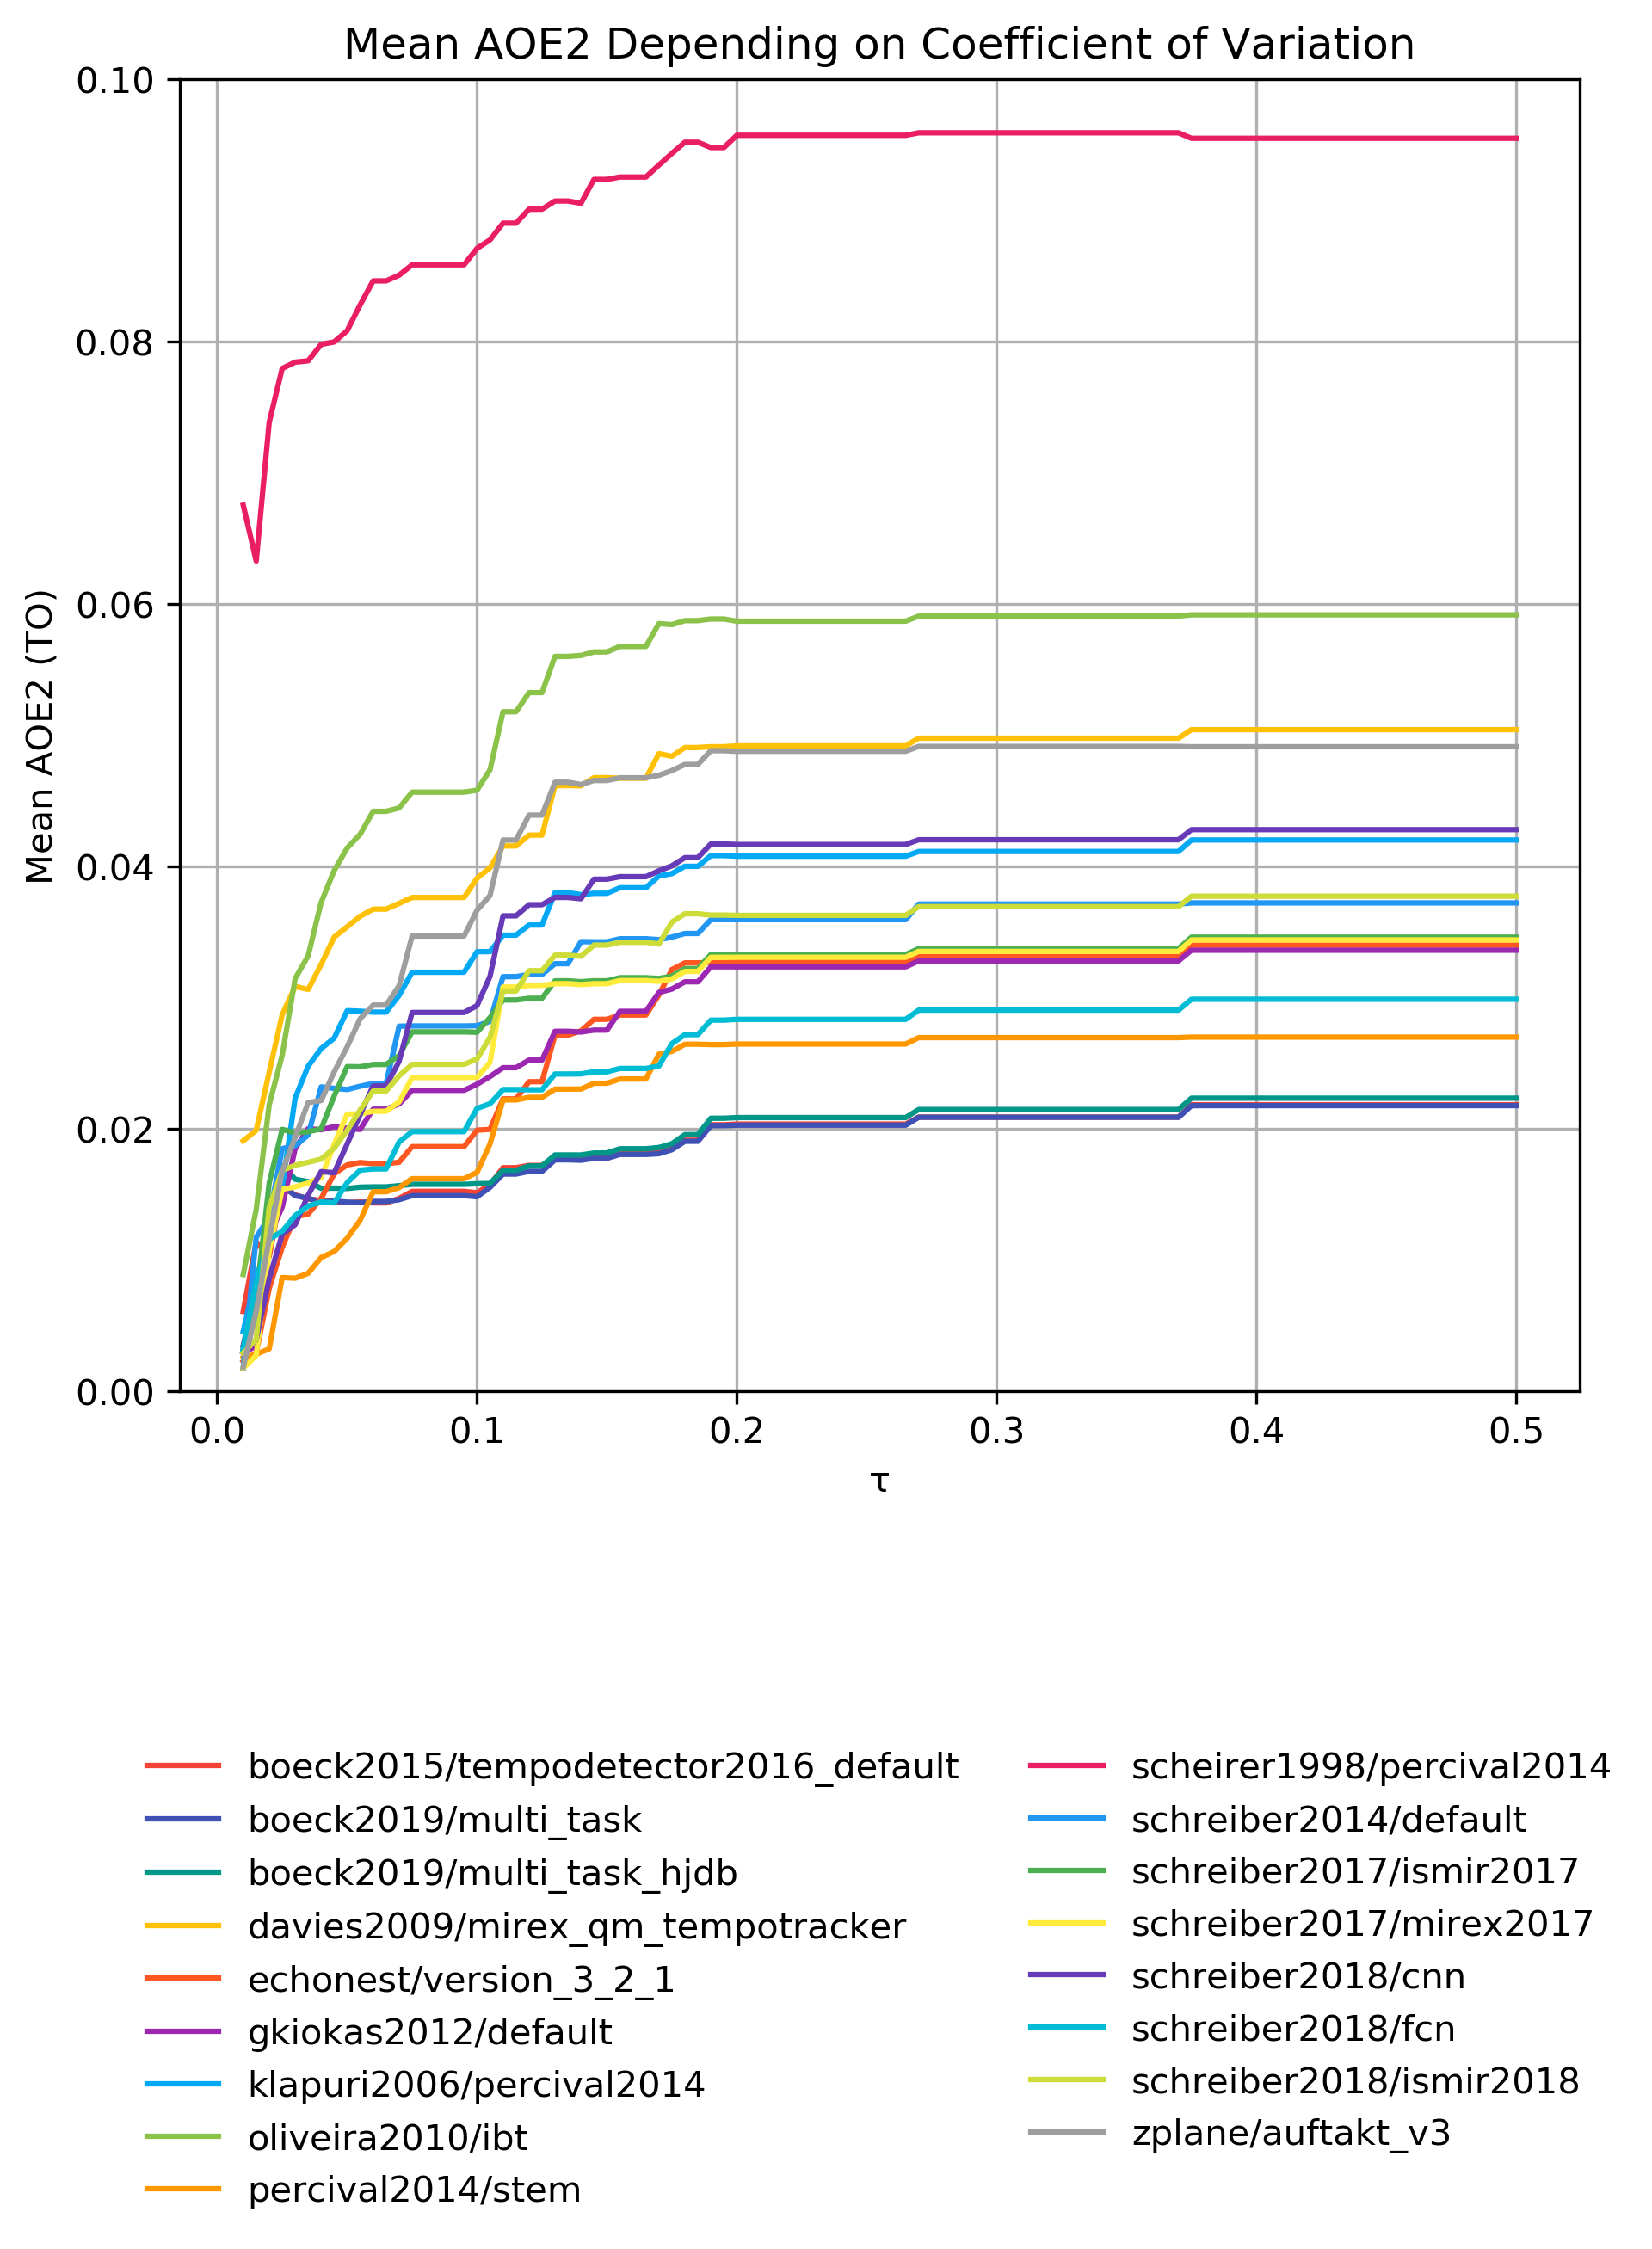 Mean AOE2 Depending on Coefficient of Variation
0.10
0.08
0.06
0.04
0.02
0.00
Mean AOE2 (TO)
0.0 0.1 0.2 0.3 0.4 0.5
τ
boeck2015/tempodetector2016_default
boeck2019/multi_task
boeck2019/multi_task_hjdb
davies2009/mirex_qm_tempotracker
echonest/version_3_2_1
gkiokas2012/default
klapuri2006/percival2014
oliveira2010/ibt
percival2014/stem
scheirer1998/percival2014
schreiber2014/default
schreiber2017/ismir2017
schreiber2017/mirex2017
schreiber2018/cnn
schreiber2018/fcn
schreiber2018/ismir2018
zplane/auftakt_v3